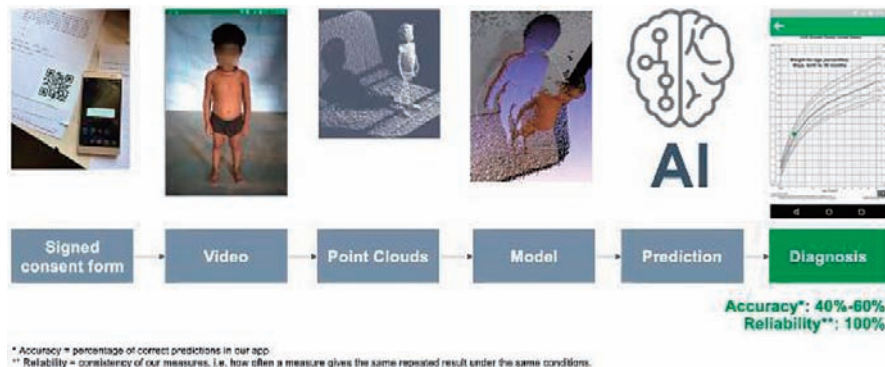 AI
Signed
consent form
Video
Point Clouds
Model
Prediction
Diagnosis
Accuracy*: 40%-60%
Reliability**: 100%
* Accuracy = percentage of correct predictions in our app
** Reliability = consistency of our measures, i.e. how often a measure gives the same repeated result under the same conditions.